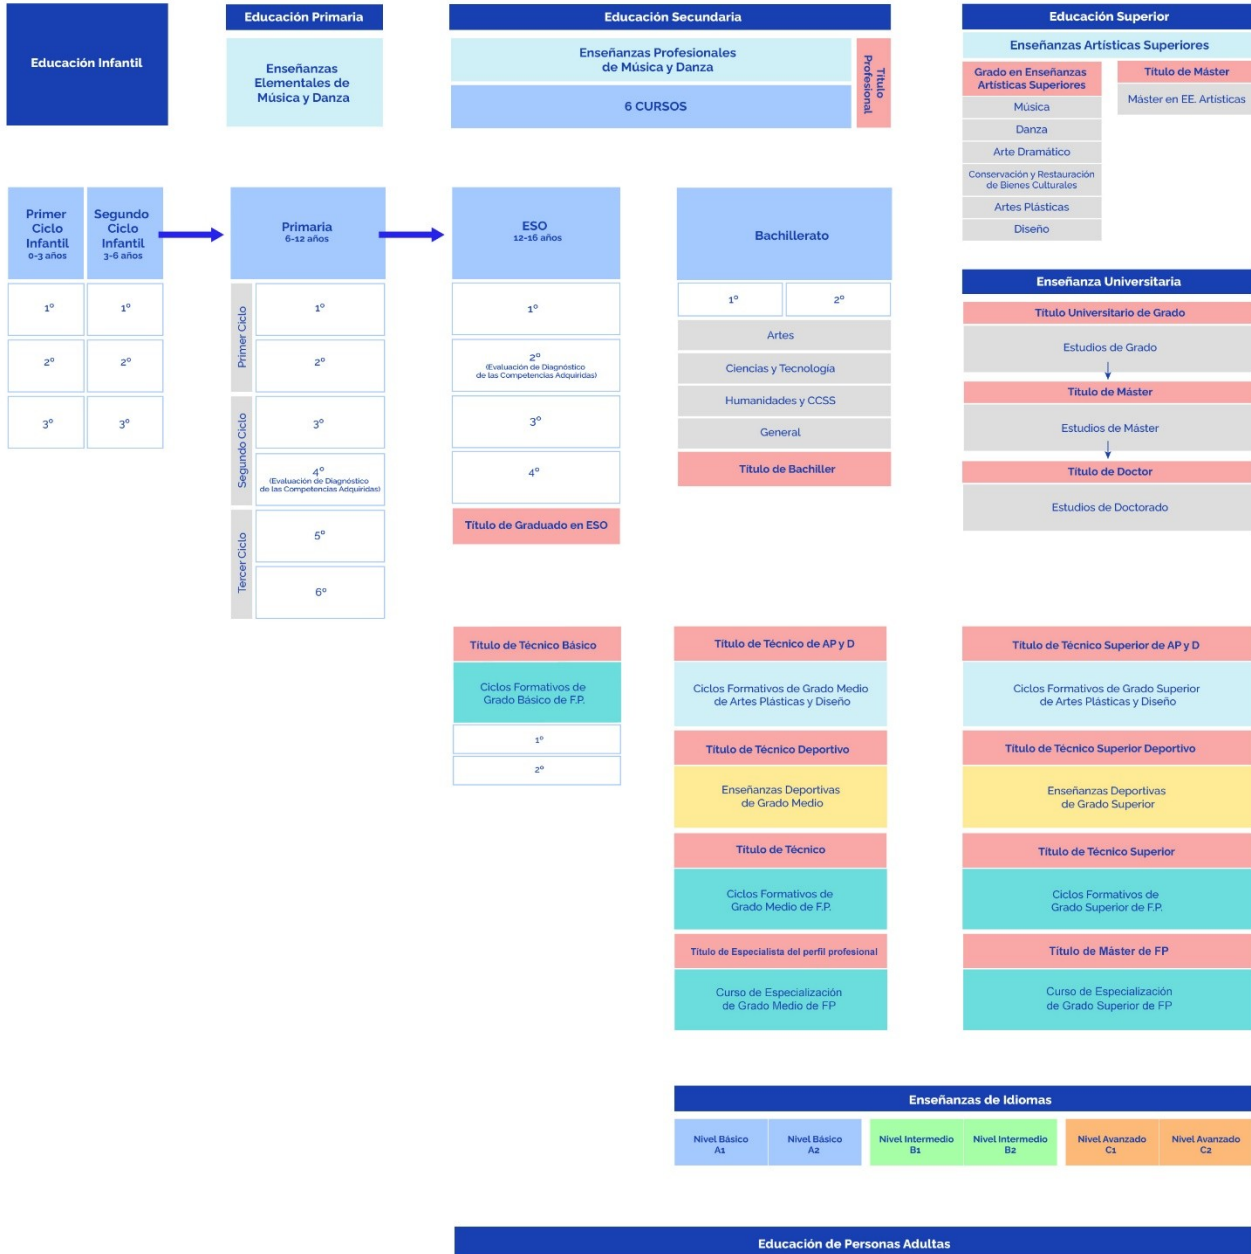 Educación Infantil
Educación Primaria
Enseñanzas
Elementales de
Música y Danza
Educación Secundaria
Enseñanzas Profesionales
de Música y Danza
6 CURSOS
Título
Profesional
Educación Superior
Enseñanzas Artísticas Superiores
Grado en Enseñanzas
Artísticas Superiores
Música
Danza
Arte Dramático
Conservación y Restauración
de Bienes Culturales
Artes Plásticas
Diseño
Título de Máster
Máster en EE. Artísticas
Primer
Ciclo
Infantil
0-3 años
1º
2º
3º
Segundo
Ciclo
Infantil
3-6 años
1º
2º
3º
Primaria
6-12 años
Primer Ciclo
1º
2º
Segundo Ciclo
3º
4º
(Evaluación de Diagnóstico
de las Competencias Adquiridas)
Tercer Ciclo
5º
6º
ESO
12-16 años
1º
2º
(Evaluación de Diagnóstico
de las Competencias Adquiridas)
3º
4º
Título de Graduado en ESO
Bachillerato
1º
2º
Artes
Ciencias y Tecnología
Humanidades y CCSS
General
Título de Bachiller
Enseñanza Universitaria
Título Universitario de Grado
Estudios de Grado
Título de Máster
Estudios de Máster
Título de Doctor
Estudios de Doctorado
Título de Técnico Básico
Ciclos Formativos de
Grado Básico de F.P.
1º
2º
Título de Técnico de AP y D
Ciclos Formativos de Grado Medio
de Artes Plásticas y Diseño
Título de Técnico Deportivo
Enseñanzas Deportivas
de Grado Medio
Título de Técnico
Ciclos Formativos de
Grado Medio de F.P.
Título de Especialista del perfil profesional
Curso de Especialización
de Grado Medio de FP
Título de Técnico Superior de AP y D
Ciclos Formativos de Grado Superior
de Artes Plásticas y Diseño
Título de Técnico Superior Deportivo
Enseñanzas Deportivas
de Grado Superior
Título de Técnico Superior
Ciclos Formativos de
Grado Superior de F.P.
Título de Máster de FP
Curso de Especialización
de Grado Superior de FP
Enseñanzas de Idiomas
Nivel Básico
A1
Nivel Básico
A2
Nivel Intermedio
B1
Nivel Intermedio
B2
Nivel Avanzado
C1
Nivel Avanzado
C2
Educación de Personas Adultas